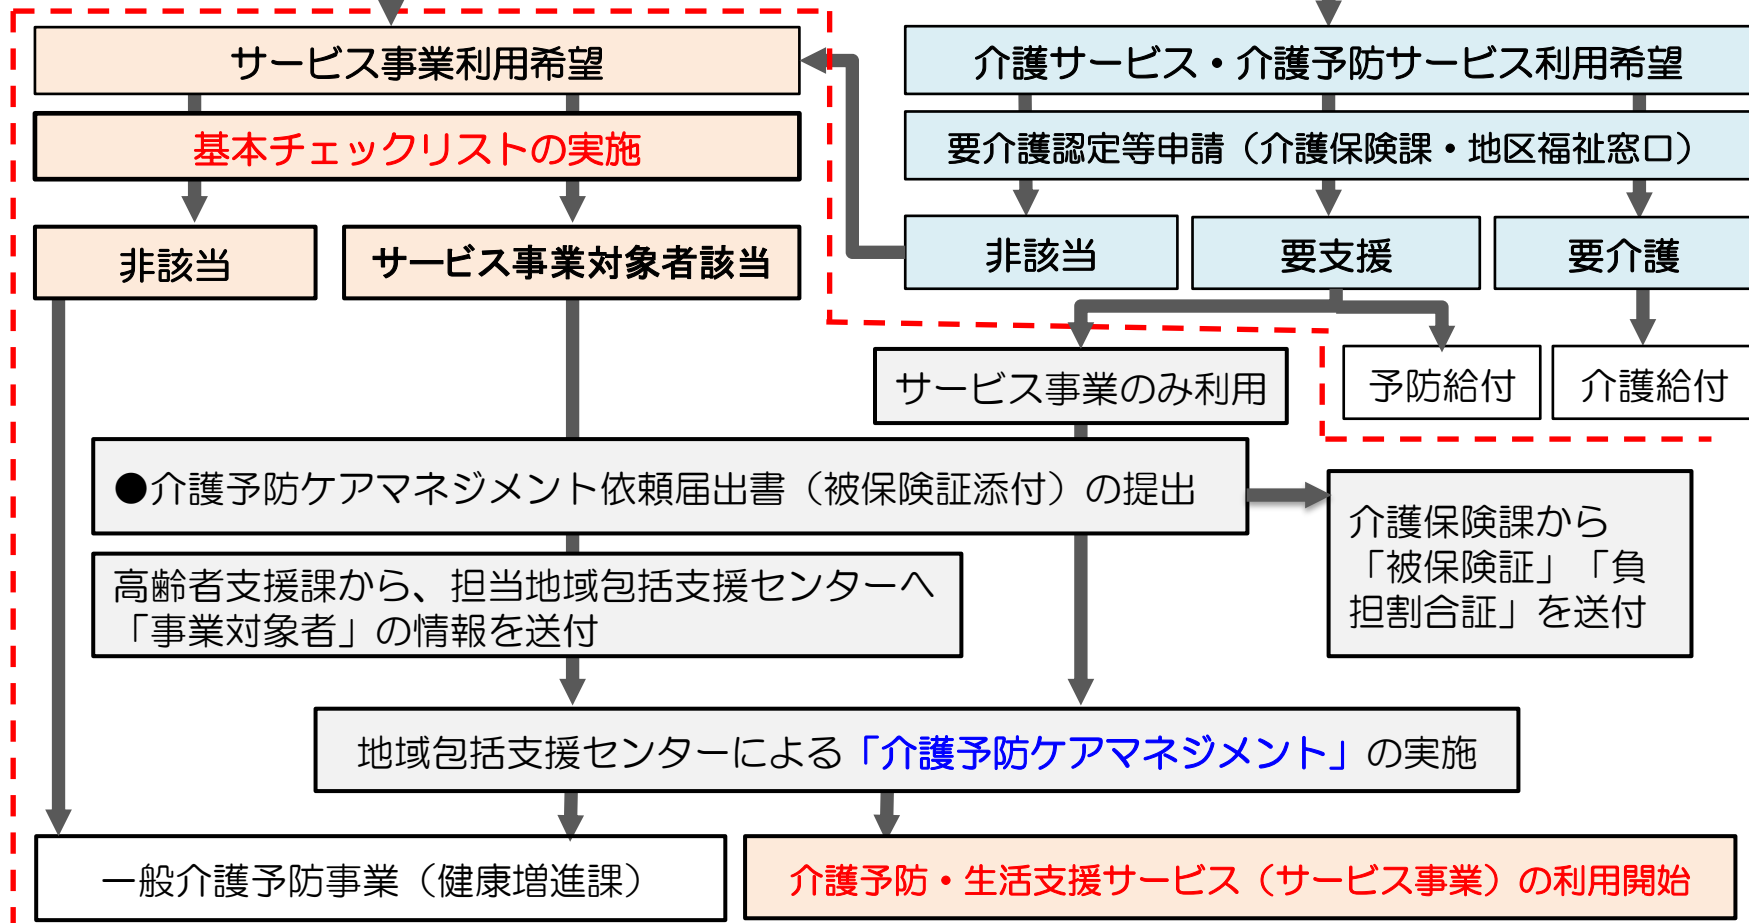 サービス事業利用希望
介護サービス・介護予防サービス利用希望
基本チェックリストの実施
要介護認定等申請（介護保険課・地区福祉窓口）
非該当
サービス事業対象者該当
非該当
要支援
要介護
サービス事業のみ利用
予防給付
介護給付
●介護予防ケアマネジメント依頼届出書（被保険証添付）の提出
介護保険課から
「被保険証」「負
担割合証」を送付
高齢者支援課から、担当地域包括支援センターへ
「事業対象者」の情報を送付
地域包括支援センターによる「介護予防ケアマネジメント」の実施
一般介護予防事業（健康増進課）
介護予防・生活支援サービス（サービス事業）の利用開始